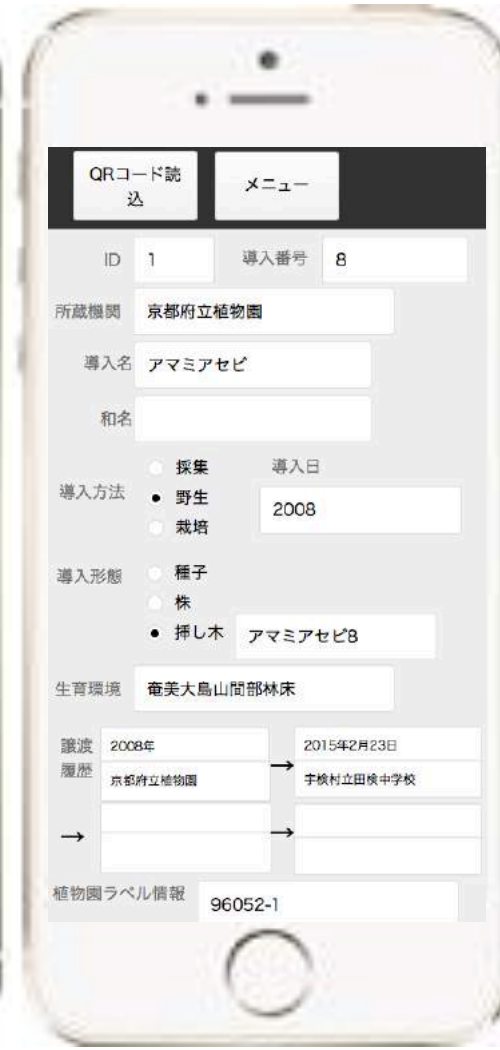 QRコード読
込
メニュー
ID 1 導入番号 8
所蔵機関 京都府立植物園
導入名 アマミアセビ
和名
採集 導入日
導入方法 野生 2008
栽培
導入形態 種子
株
挿し木 アマミアセビB
生育環境 奄美大島山間部林床
譲渡 2008年 → 2015年2月23日
履歴 京都府立植物園 宇検村立田検中学校
→ →
植物園ラベル情報 96052-1